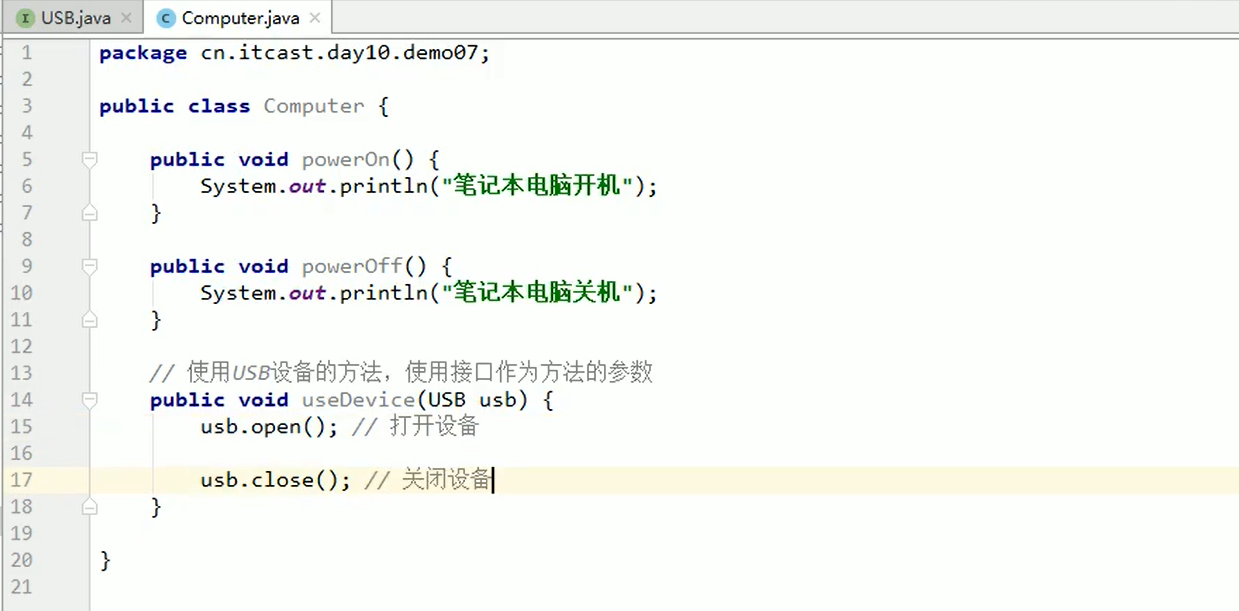 I USB.java × C Computer.java ×
1 package cn.itcast.day10.demo07;
2
3 public class Computer {
4
5 public void powerOn() {
6 System.out.println("笔记本电脑开机");
7 }
8
9 public void powerOff() {
10 System.out.println("笔记本电脑关机");
11 }
12
13 // 使用USB设备的方法，使用接口作为方法的参数
14 public void useDevice(USB usb) {
15 usb.open(); // 打开设备
16
17 usb.close(); // 关闭设备
18 }
19
20 }
21